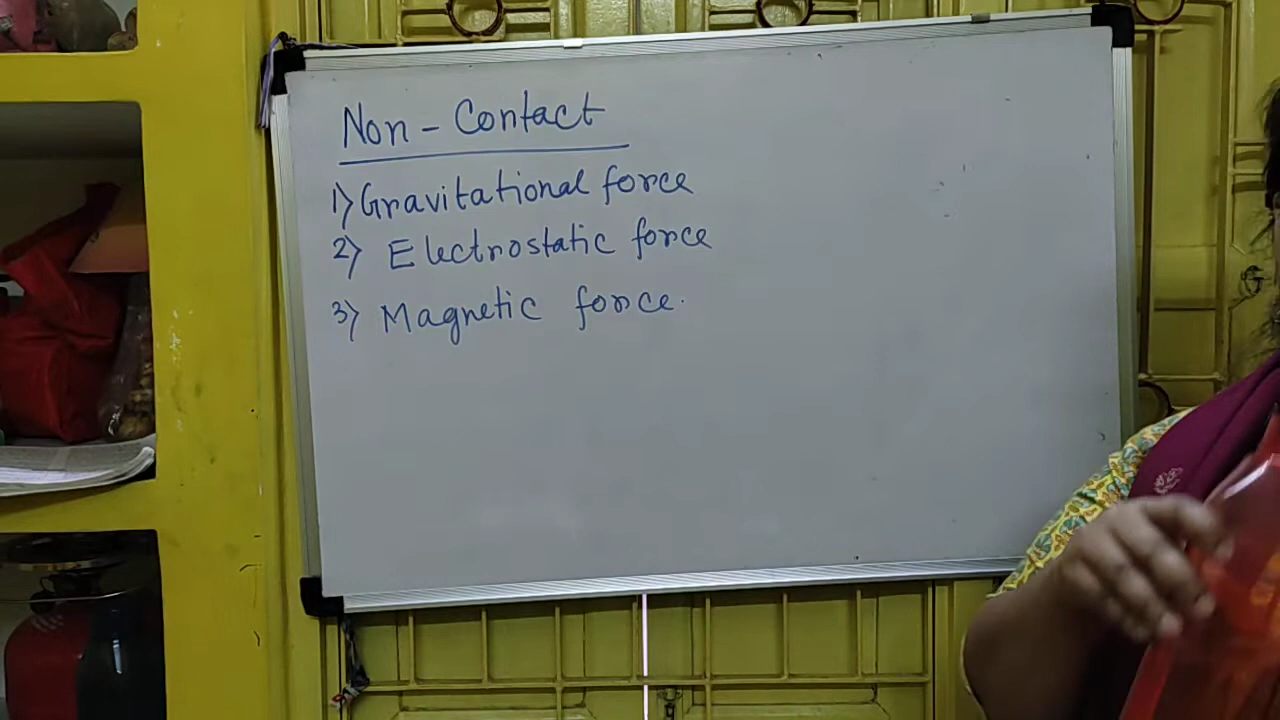 Non - Contact
1) Gravitational force
2) Electrostatic force
3) Magnetic force.